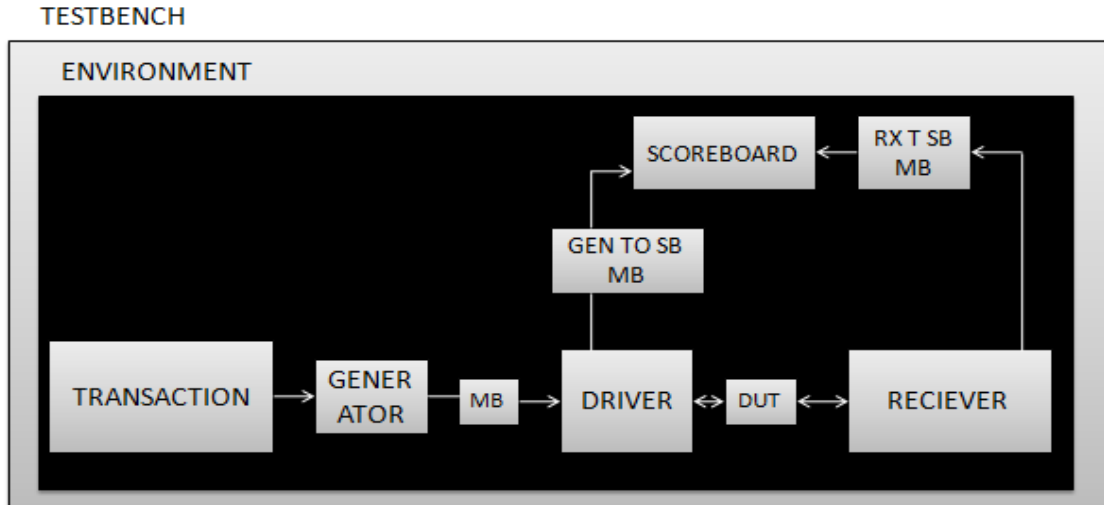 TESTBENCH
ENVIRONMENT
SCOREBOARD
RX T SB
MB
GEN TO SB
MB
TRANSACTION
GENER
ATOR
MB
DRIVER
DUT
RECIEVER